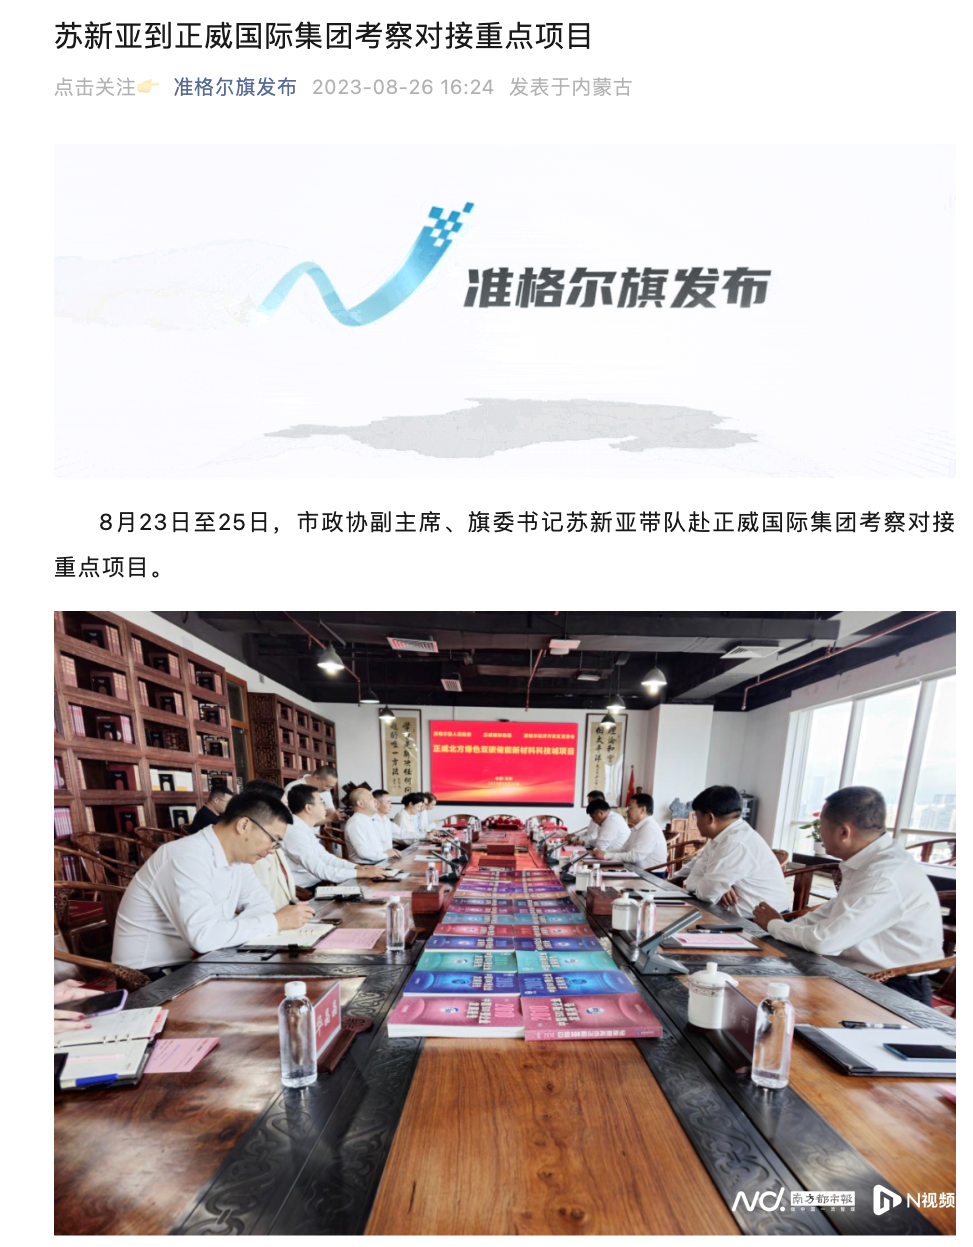 苏新亚到正威国际集团考察对接重点项目
点击关注👉 准格尔旗发布 2023-08-26 16:24 发表于内蒙古
准格尔旗发布
8月23日至25日，市政协副主席、旗委书记苏新亚带队赴正威国际集团考察对接
重点项目。
正威北方绿色双碳储能新材料科技城项目
南方都市报
N视频